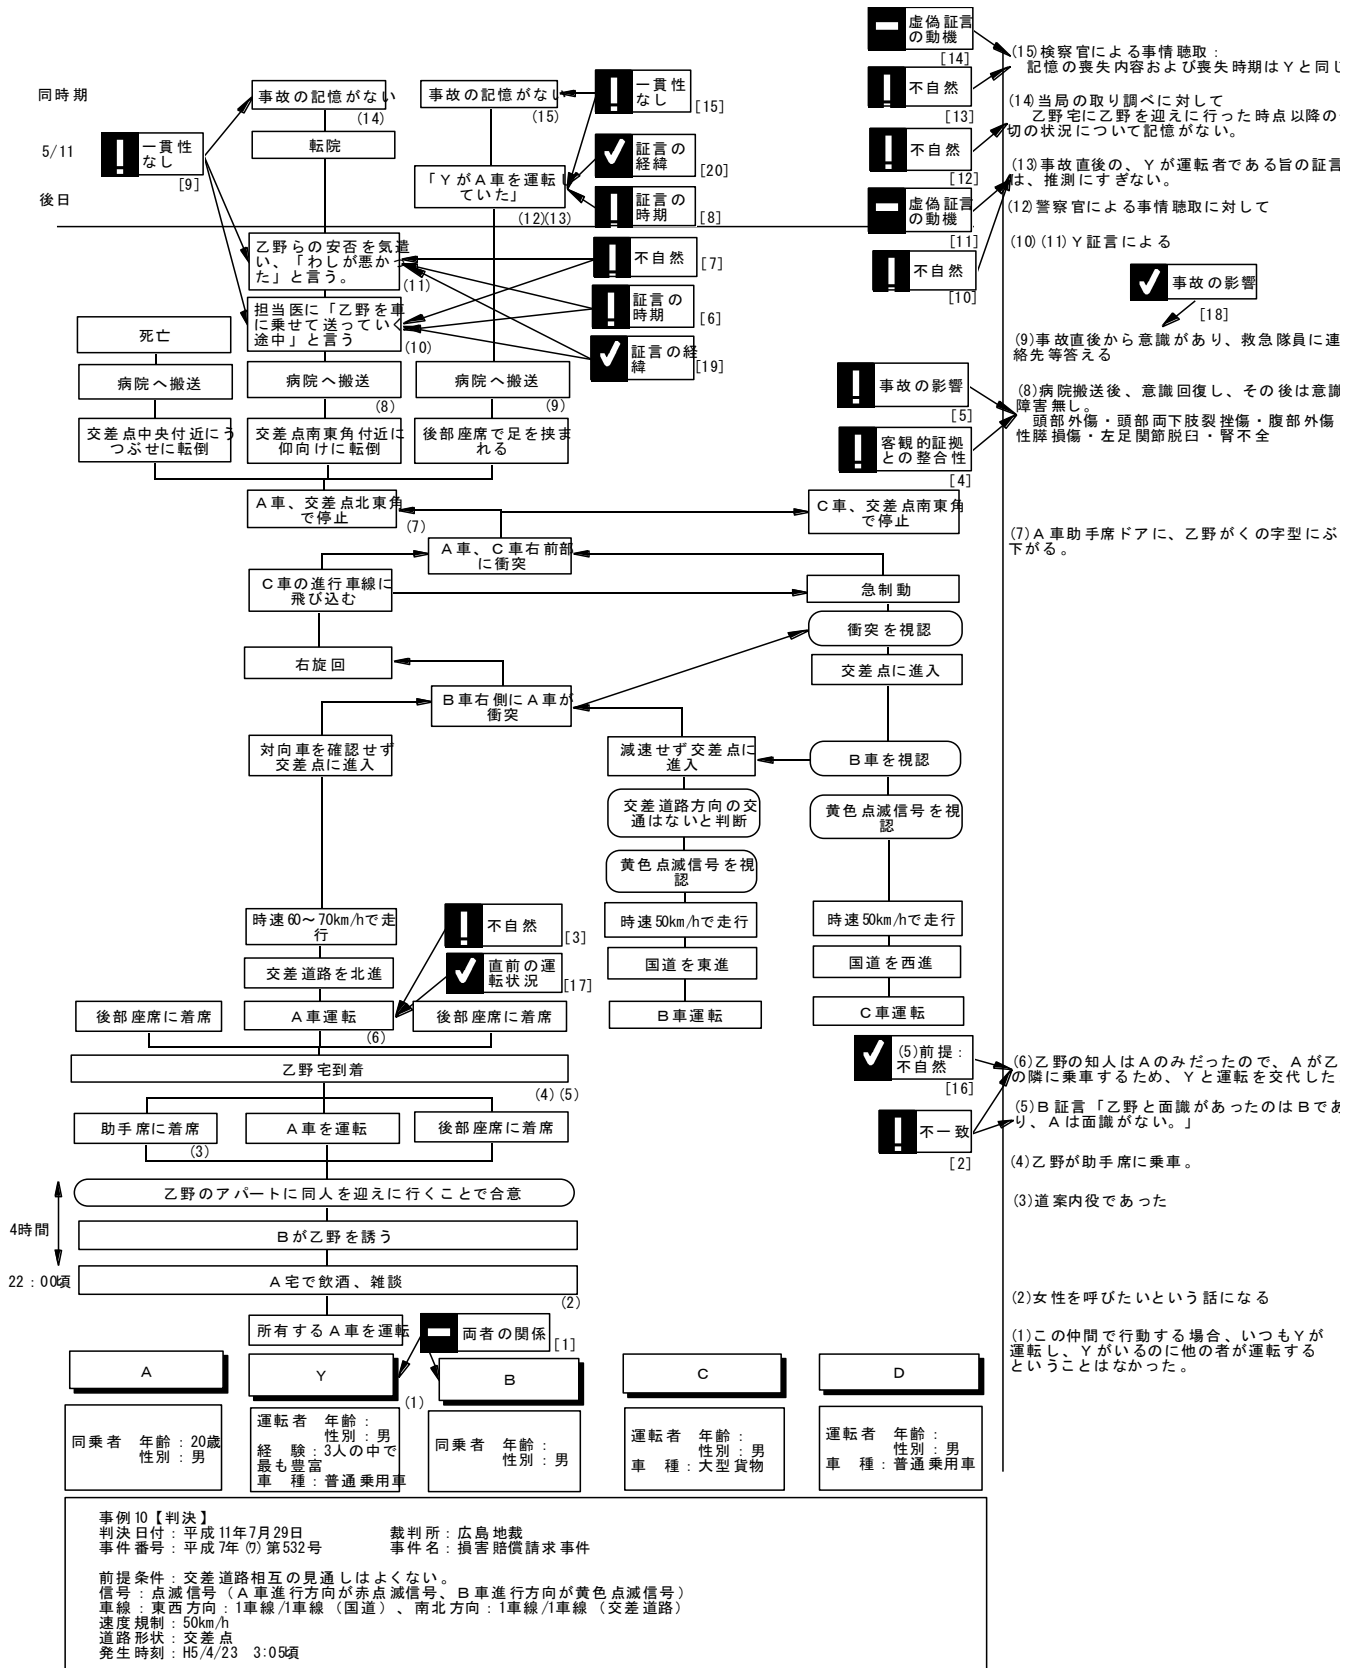 虚偽証言
の動機
[14]
(15)検察官による事情聴取：
記憶の喪失内容および喪失時期はYと同じ
同時期
事故の記憶がない
(14)
事故の記憶がない
(15)
一貫性
なし
[15]
不自然
[13]
(14)当局の取り調べに対して
乙野宅に乙野を迎えに行った時点以降の
切の状況について記憶がない。
5/11
一貫性
なし
[9]
転院
証言の
経緯
[20]
不自然
[12]
(13)事故直後の、Yが運転者である旨の証言
は、推測にすぎない。
後日
「YがA車を運転し
ていた」
(12)(13)
証言の
時期
[8]
虚偽証言
の動機
[11]
(12)警察官による事情聴取に対して
乙野らの安否を気遣
い、「わしが悪かっ
た」と言う。
(11)
不自然
[7]
不自然
[10]
(10)(11)Y証言による
事故の影響
[18]
担当医に「乙野を車
に乗せて送っていく
途中」と言う
(10)
証言の
時期
[6]
死亡
証言の経
緯
[19]
(9)事故直後から意識があり、救急隊員に連
絡先等答える
病院へ搬送
病院へ搬送
(8)
病院へ搬送
(9)
事故の影響
[5]
(8)病院搬送後、意識回復し、その後は意識
障害無し。
頭部外傷・頭部両下肢裂挫傷・腹部外傷
性膵損傷・左足関節脱臼・腎不全
交差点中央付近にう
つぶせに転倒
交差点南東角付近に
仰向けに転倒
後部座席で足を挟ま
れる
客観的証拠
との整合性
[4]
A車、交差点北東角
で停止
(7)
C車、交差点南東角
で停止
(7)A車助手席ドアに、乙野がくの字型にぶ
下がる。
A車、C車右前部
に衝突
C車の進行車線に
飛び込む
急制動
衝突を視認
右旋回
交差点に進入
B車右側にA車が
衝突
対向車を確認せず
交差点に進入
減速せず交差点に
進入
B車を視認
交差道路方向の交
通はないと判断
黄色点滅信号を視
認
黄色点滅信号を視
認
時速60～70km/hで走
行
不自然
[3]
時速50km/hで走行
時速50km/hで走行
交差道路を北進
直前の運
転状況
[17]
国道を東進
国道を西進
後部座席に着席
A車運転
(6)
後部座席に着席
B車運転
C車運転
乙野宅到着
(4)(5)
(5)前提：
不自然
[16]
(6)乙野の知人はAのみだったので、Aが乙
の隣に乗車するため、Yと運転を交代した
助手席に着席
(3)
A車を運転
後部座席に着席
不一致
[2]
(5)B証言「乙野と面識があったのはBであ
り、Aは面識がない。」
(4)乙野が助手席に乗車。
乙野のアパートに同人を迎えに行くことで合意
(3)道案内役であった
4時間
Bが乙野を誘う
22：00頃
A宅で飲酒、雑談
(2)
(2)女性を呼びたいという話になる
所有するA車を運転
両者の関係
[1]
(1)この仲間で行動する場合、いつもYが
運転し、Yがいるのに他の者が運転する
ということはなかった。
A
Y
(1)
B
C
D
同乗者　年齢：20歳
性別：男
運転者　年齢：
性別：男
経　験：3人の中で
最も豊富
車　種：普通乗用車
同乗者　年齢：
性別：男
運転者　年齢：
性別：男
車　種：大型貨物
運転者　年齢：
性別：男
車　種：普通乗用車
事例10【判決】
判決日付：平成11年7月29日　裁判所：広島地裁
事件番号：平成7年(ワ)第532号　事件名：損害賠償請求事件
前提条件：交差道路相互の見通しはよくない。
信号：点滅信号（A車進行方向が赤点滅信号、B車進行方向が黄色点滅信号）
車線：東西方向：1車線/1車線（国道）、南北方向：1車線/1車線（交差道路）
速度規制：50km/h
道路形状：交差点
発生時刻：H5/4/23　3:05頃